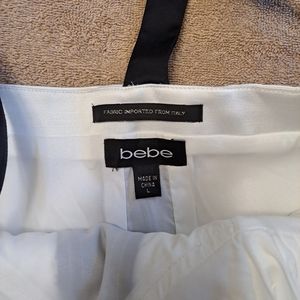 FABRIC IMPORTED FROM ITALY
bebe
MADE IN
CHINA
L